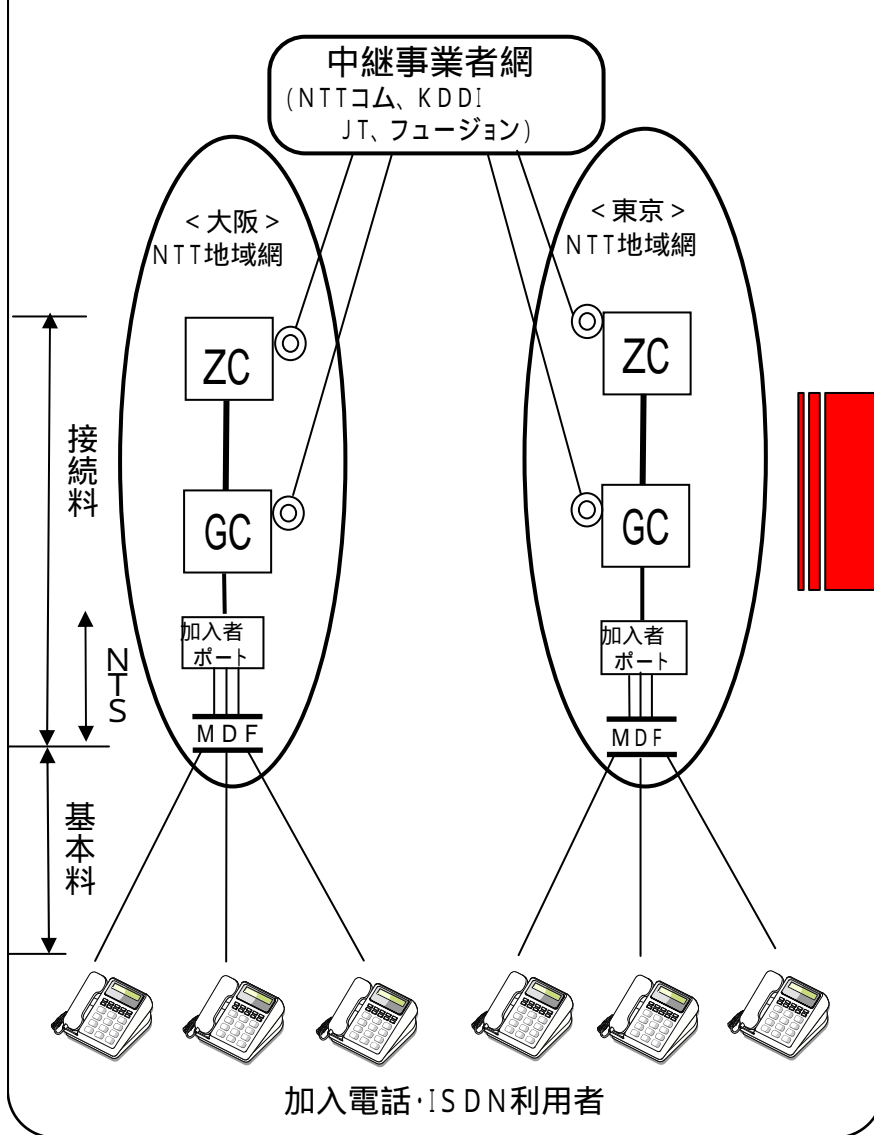 中継事業者網
(NTTコム、KDDI
JT、フュージョン)
<大阪>
NTT地域網
<東京>
NTT地域網
ZC
ZC
接続料
GC
GC
加入者
ポート
加入者
ポート
NTS
MDF
MDF
基本料
加入電話・ISDN利用者